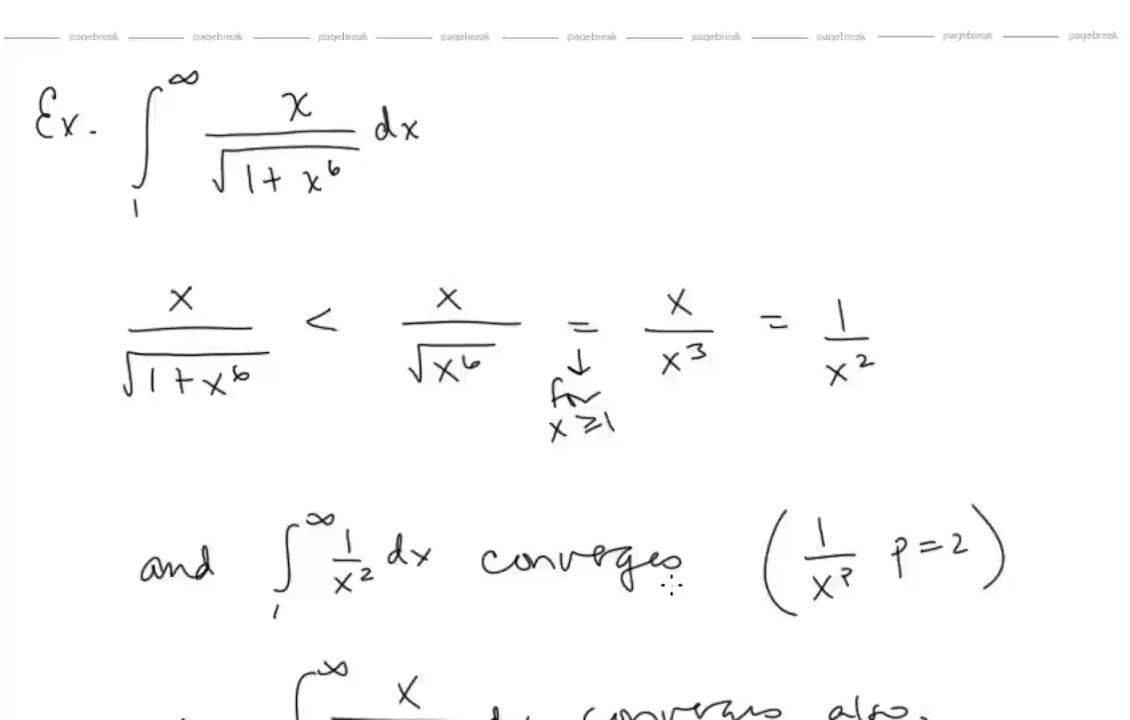 pagebreak pagebreak pagebreak pagebreak pagebreak pagebreak pagebreak pagebreak pagebreak
Ex. ∫₁^∞ x/√(1+x⁶) dx
x/√(1+x⁶) < x/√(x⁶) = x/x³ = 1/x²
↓
for
x ≥ 1
and ∫₁^∞ 1/x² dx converges (1/xᵖ p=2)
∫^∞ x converges also.